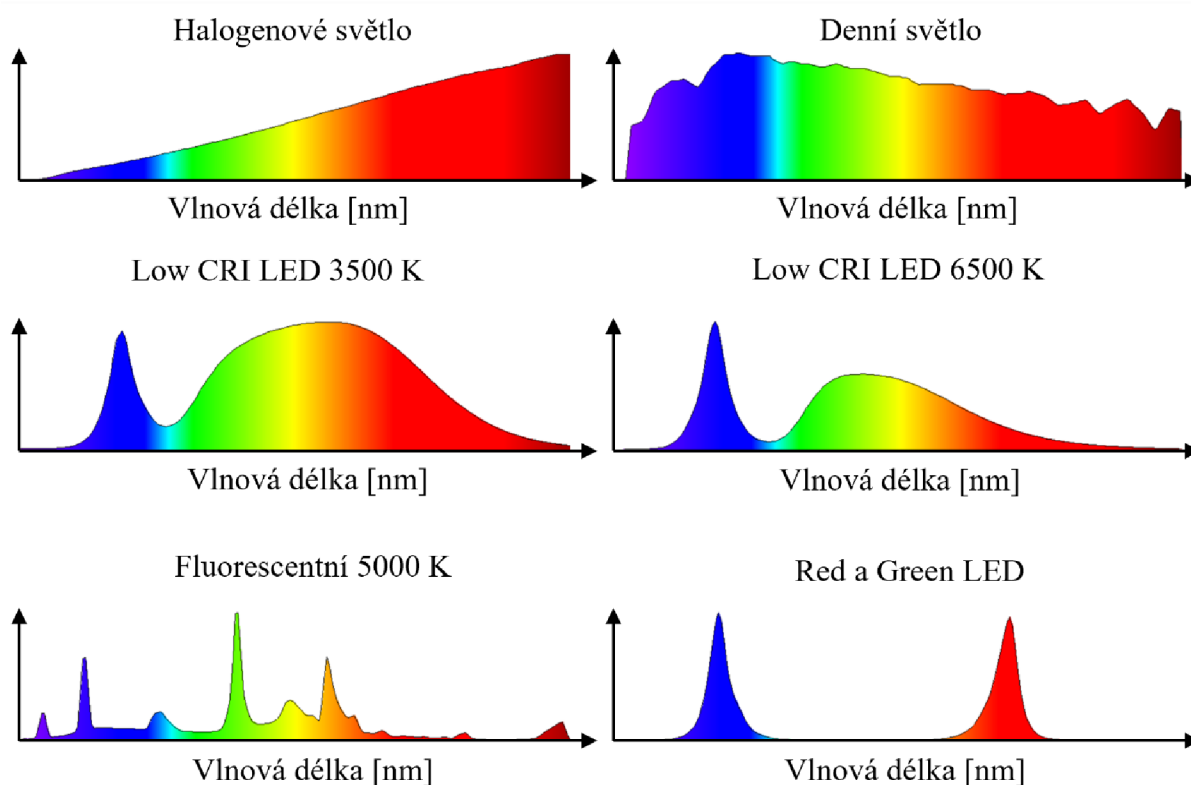 Halogenové světlo
Denní světlo
Vlnová délka [nm]
Vlnová délka [nm]
Low CRI LED 3500 K
Low CRI LED 6500 K
Vlnová délka [nm]
Vlnová délka [nm]
Fluorescentní 5000 K
Red a Green LED
Vlnová délka [nm]
Vlnová délka [nm]